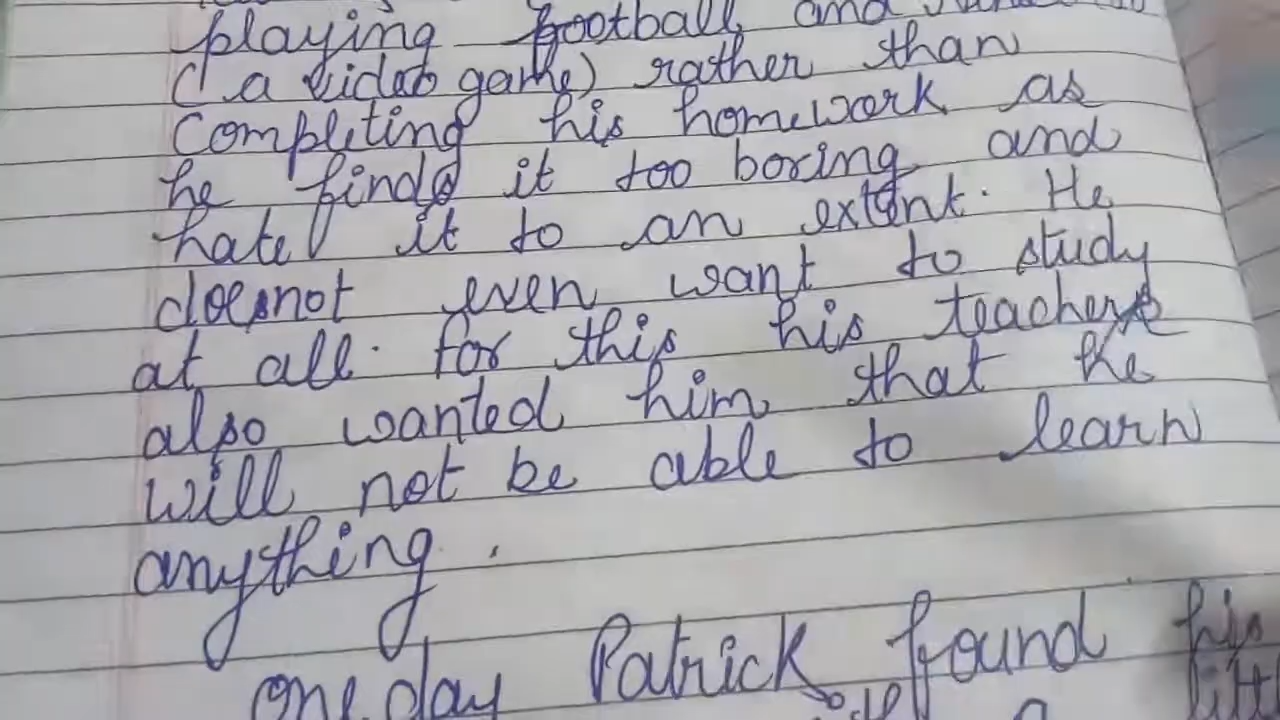 playing football and
(a video game) rather than
Completing his homework as
he finds it too boring and
hate it to an extent. He
doesnot even want to study
at all. for this his teachers
also wanted him that he
will not be able to learn
anything.
one day Patrick found his